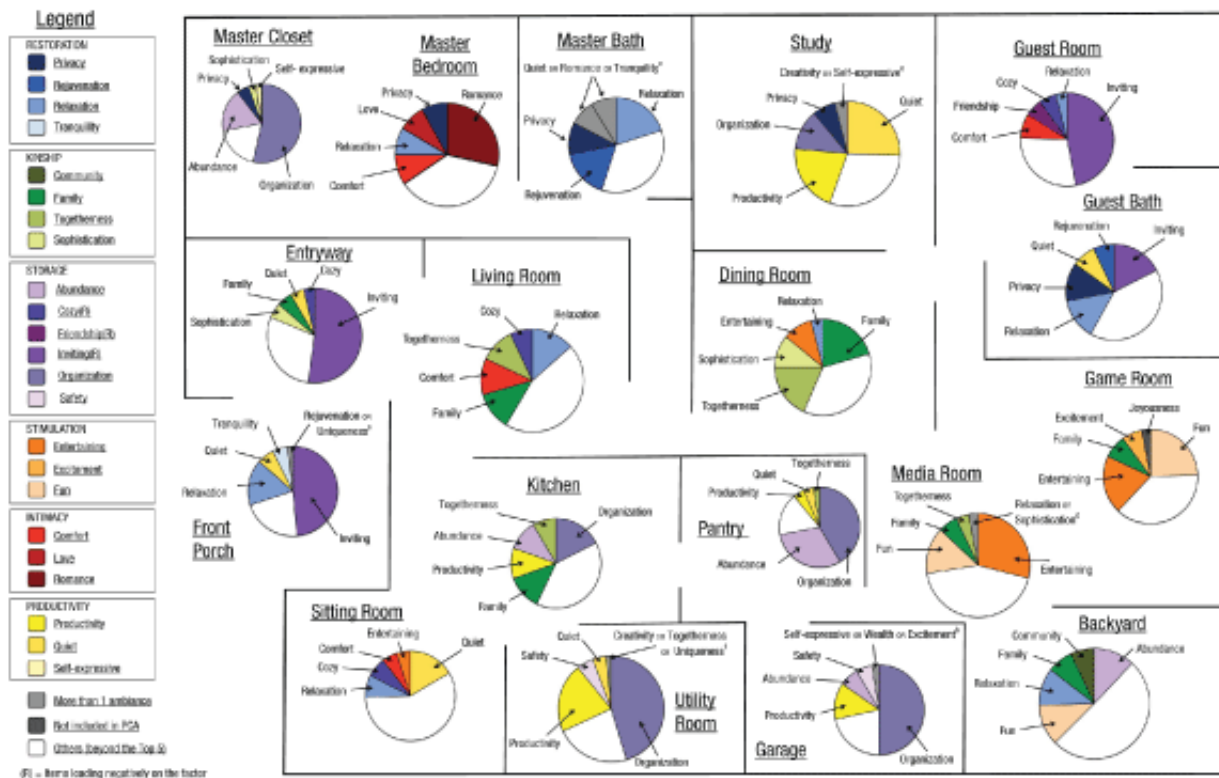 Legend
RESTORATION
Privacy
Rejuvenation
Relaxation
Tranquility
KINSHIP
Community
Family
Togetherness
Sophistication
STORAGE
Abundance
Cozy(R)
Friendship(R)
Inviting(R)
Organization
Safety
STIMULATION
Entertaining
Excitement
Fun
INTIMACY
Comfort
Love
Romance
PRODUCTIVITY
Productivity
Quiet
Self-expressive
More than 1 ambiance
Not included in PCA
Others (beyond the Top 5)
(R) = Items loading negatively on the factor
Master Closet
Sophistication
Self-expressive
Privacy
Abundance
Organization
Master
Bedroom
Privacy
Romance
Love
Relaxation
Comfort
Master Bath
Quiet or Romance or Tranquility
Relaxation
Privacy
Rejuvenation
Study
Creativity or Self-expressive
Privacy
Quiet
Organization
Productivity
Guest Room
Relaxation
Cozy
Inviting
Friendship
Comfort
Guest Bath
Rejuvenation
Inviting
Quiet
Privacy
Relaxation
Entryway
Quiet
Cozy
Family
Inviting
Sophistication
Living Room
Cozy
Relaxation
Togetherness
Comfort
Family
Dining Room
Relaxation
Entertaining
Family
Sophistication
Togetherness
Game Room
Excitement
Joyousness
Fun
Family
Entertaining
Tranquility
Rejuvenation or
Uniqueness
Quiet
Relaxation
Inviting
Front
Porch
Kitchen
Togetherness
Organization
Abundance
Productivity
Family
Togetherness
Quiet
Productivity
Pantry
Abundance
Organization
Media Room
Togetherness
Relaxation or
Sophistication
Family
Fun
Entertaining
Sitting Room
Entertaining
Comfort
Quiet
Cozy
Relaxation
Quiet
Creativity or Togetherness
or Uniqueness
Safety
Productivity
Organization
Utility
Room
Self-expressive or Wealth or Excitement
Safety
Abundance
Productivity
Garage
Organization
Backyard
Community
Abundance
Family
Relaxation
Fun